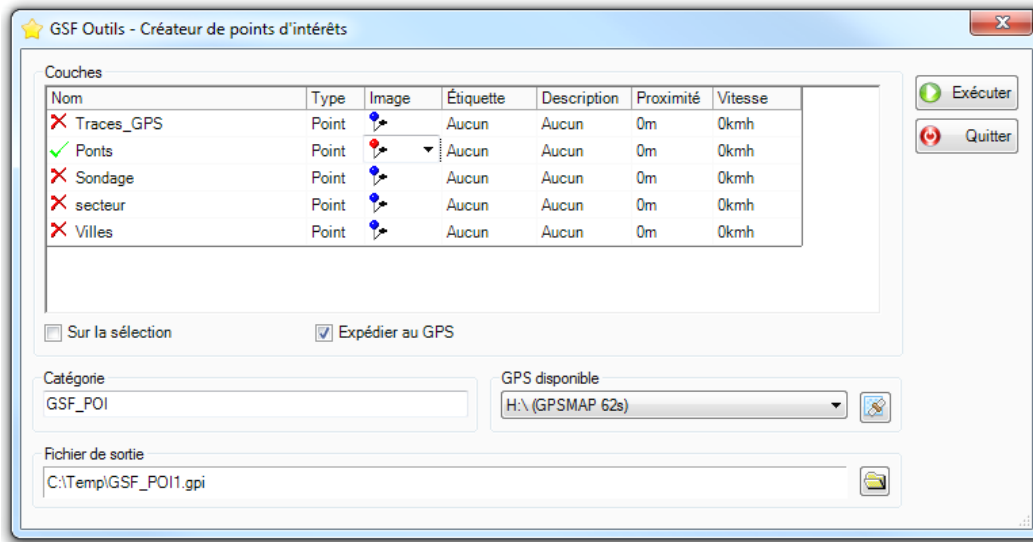 GSF Outils - Créateur de points d'intérêts
Couches
Nom Type Image Étiquette Description Proximité Vitesse
Traces_GPS Point Aucun Aucun 0m 0kmh
Ponts Point Aucun Aucun 0m 0kmh
Sondage Point Aucun Aucun 0m 0kmh
secteur Point Aucun Aucun 0m 0kmh
Villes Point Aucun Aucun 0m 0kmh
Exécuter
Quitter
Sur la sélection Expédier au GPS
Catégorie
GSF_POI
GPS disponible
H:\ (GPSMAP 62s)
Fichier de sortie
C:\Temp\GSF_POI1.gpi